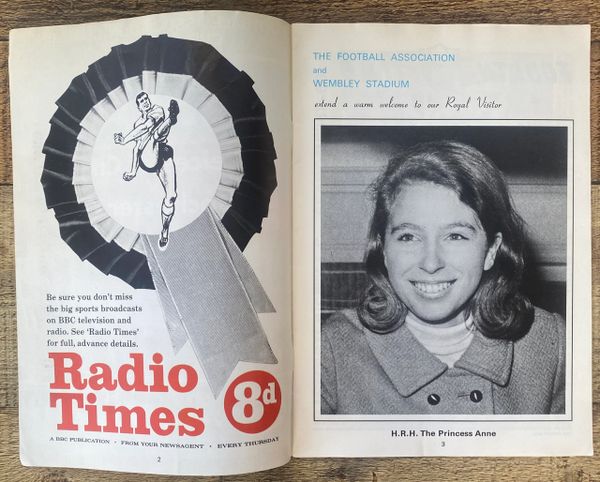 Be sure you don't miss
the big sports broadcasts
on BBC television and
radio. See 'Radio Times'
for full, advance details.
Radio
Times
8d
A BBC PUBLICATION · FROM YOUR NEWSAGENT · EVERY THURSDAY
2
THE FOOTBALL ASSOCIATION
and
WEMBLEY STADIUM
extend a warm welcome to our Royal Visitor
H.R.H. The Princess Anne
3